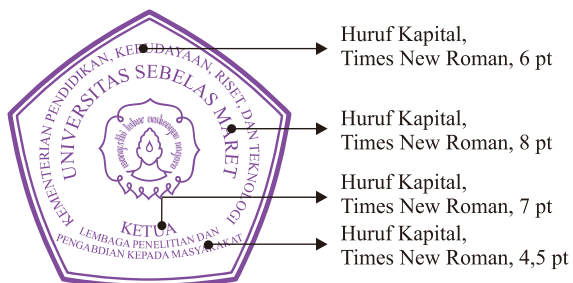 KEMENTERIAN PENDIDIKAN, KEBUDAYAAN, RISET, DAN TEKNOLOGI
UNIVERSITAS SEBELAS MARET
KETUA
LEMBAGA PENELITIAN DAN
PENGABDIAN KEPADA MASYARAKAT
Huruf Kapital,
Times New Roman, 6 pt
Huruf Kapital,
Times New Roman, 8 pt
Huruf Kapital,
Times New Roman, 7 pt
Huruf Kapital,
Times New Roman, 4,5 pt